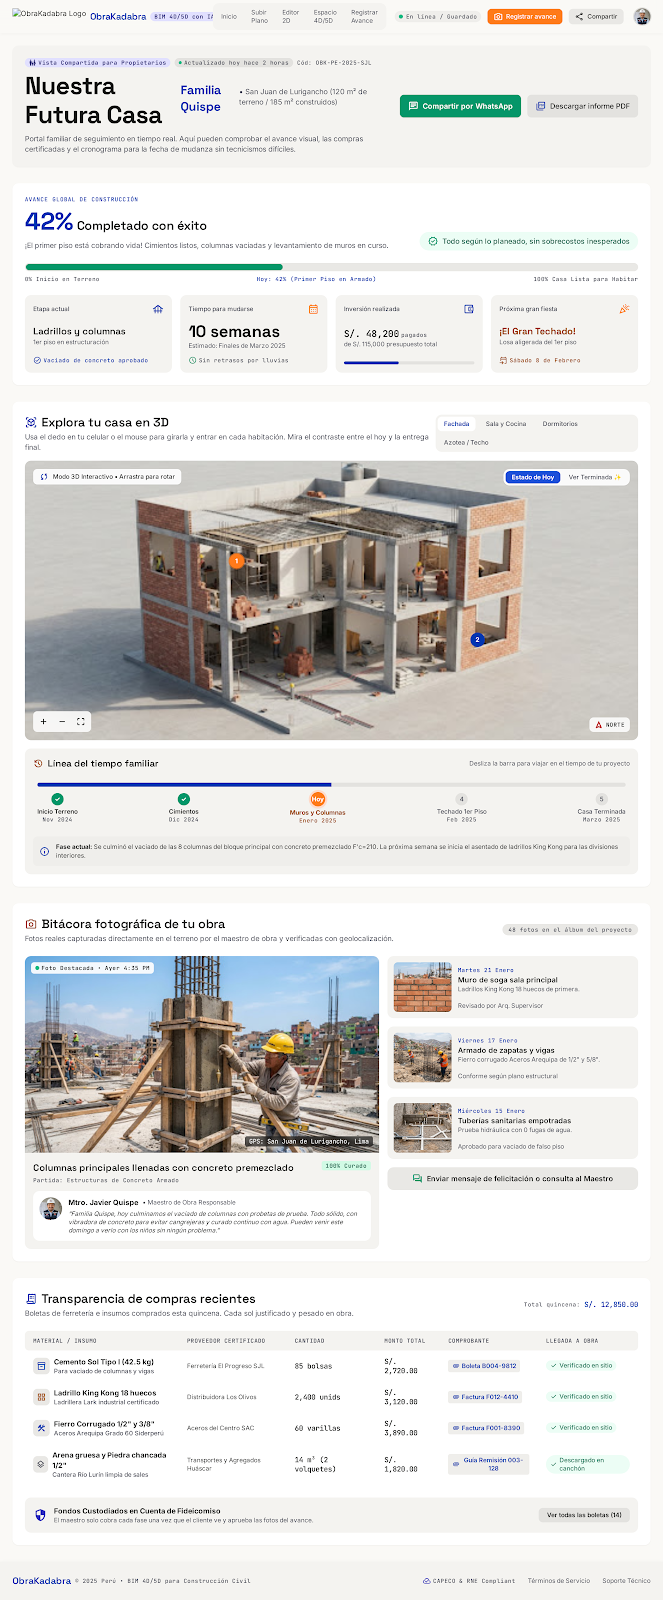 ObraKadabra Logo
ObraKadabra
BIM 4D/5D con IA
Inicio
Subir Plano
Editor 2D
Espacio 4D/5D
Registrar Avance
En línea / Guardado
Registrar avance
Compartir
Vista Compartida para Propietarios
Actualizado hoy hace 2 horas
Cód: OBK-PE-2025-SJL
Nuestra
Futura Casa
Familia
Quispe
• San Juan de Lurigancho (120 m² de
terreno / 185 m² construidos)
Compartir por WhatsApp
Descargar informe PDF
Portal familiar de seguimiento en tiempo real. Aquí pueden comprobar el avance visual, las compras
certificadas y el cronograma para la fecha de mudanza sin tecnicismos difíciles.
AVANCE GLOBAL DE CONSTRUCCIÓN
42% Completado con éxito
¡El primer piso está cobrando vida! Cimientos listos, columnas vaciadas y levantamiento de muros en curso.
Todo según lo planeado, sin sobrecostos inesperados
0% Inicio en Terreno
Hoy: 42% (Primer Piso en Armado)
100% Casa Lista para Habitar
Etapa actual
Ladrillos y columnas
1er piso en estructuración
Vaciado de concreto aprobado
Tiempo para mudarse
10 semanas
Estimado: Finales de Marzo 2025
Sin retrasos por lluvias
Inversión realizada
S/. 48,200 pagados
de S/. 115,000 presupuesto total
Próxima gran fiesta
¡El Gran Techado!
Losa aligerada del 1er piso
Sábado 8 de Febrero
Explora tu casa en 3D
Usa el dedo en tu celular o el mouse para girarla y entrar en cada habitación. Mira el contraste entre el hoy y la entrega
final.
Fachada
Sala y Cocina
Dormitorios
Azotea / Techo
Modo 3D Interactivo • Arrastra para rotar
Estado de Hoy
Ver Terminada ✨
1
2
+
−
NORTE
Línea del tiempo familiar
Desliza la barra para viajar en el tiempo de tu proyecto
Inicio Terreno
Nov 2024
Cimientos
Dic 2024
Hoy
Muros y Columnas
Enero 2025
4
Techado 1er Piso
Feb 2025
5
Casa Terminada
Marzo 2025
Fase actual: Se culminó el vaciado de las 8 columnas del bloque principal con concreto premezclado F'c=210. La próxima semana se inicia el asentado de ladrillos King Kong para las divisiones
interiores.
Bitácora fotográfica de tu obra
Fotos reales capturadas directamente en el terreno por el maestro de obra y verificadas con geolocalización.
48 fotos en el álbum del proyecto
Foto Destacada • Ayer 4:35 PM
GPS: San Juan de Lurigancho, Lima
Columnas principales llenadas con concreto premezclado
100% Curado
Partida: Estructuras de Concreto Armado
Mtro. Javier Quispe • Maestro de Obra Responsable
"Familia Quispe, hoy culminamos el vaciado de columnas con probetas de prueba. Todo sólido, con
vibradora de concreto para evitar cangrejeras y curado continuo con agua. Pueden venir este
domingo a verlo con los niños sin ningún problema."
Martes 21 Enero
Muro de soga sala principal
Ladrillos King Kong 18 huecos de primera.
Revisado por Arq. Supervisor
Viernes 17 Enero
Armado de zapatas y vigas
Fierro corrugado Aceros Arequipa de 1/2" y 5/8".
Conforme según plano estructural
Miércoles 15 Enero
Tuberías sanitarias empotradas
Prueba hidráulica con 0 fugas de agua.
Aprobado para vaciado de falso piso
Enviar mensaje de felicitación o consulta al Maestro
Transparencia de compras recientes
Boletas de ferretería e insumos comprados esta quincena. Cada sol justificado y pesado en obra.
Total quincena: S/. 12,850.00
MATERIAL / INSUMO
PROVEEDOR CERTIFICADO
CANTIDAD
MONTO TOTAL
COMPROBANTE
LLEGADA A OBRA
Cemento Sol Tipo I (42.5 kg)
Para vaciado de columnas y vigas
Ferretería El Progreso SJL
85 bolsas
S/.
2,720.00
Boleta B004-9812
Verificado en sitio
Ladrillo King Kong 18 huecos
Ladrillera Lark industrial certificado
Distribuidora Los Olivos
2,400 unids
S/.
3,120.00
Factura F012-4410
Verificado en sitio
Fierro Corrugado 1/2" y 3/8"
Aceros Arequipa Grado 60 Siderperú
Aceros del Centro SAC
60 varillas
S/.
3,890.00
Factura F001-8390
Verificado en sitio
Arena gruesa y Piedra chancada
1/2"
Cantera Río Lurín limpia de sales
Transportes y Agregados
Huáscar
14 m³ (2
volquetes)
S/.
1,820.00
Guía Remisión 003-
128
Descargado en
canchón
Fondos Custodiados en Cuenta de Fideicomiso
El maestro solo cobra cada fase una vez que el cliente ve y aprueba las fotos del avance.
Ver todas las boletas (14)
ObraKadabra © 2025 Perú • BIM 4D/5D para Construcción Civil
CAPECO & RNE Compliant
Términos de Servicio
Soporte Técnico